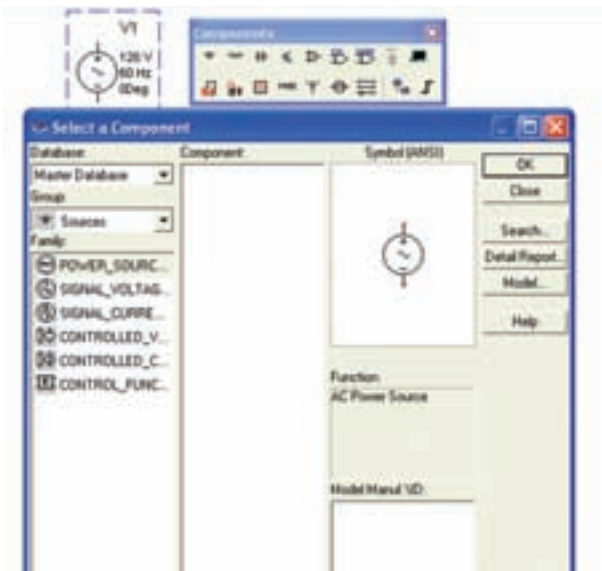 V1
120 V
60 Hz
0Deg
Components
Select a Component
Database:
Master Database
Group:
Sources
Family:
POWER_SOURC...
SIGNAL_VOLTAG...
SIGNAL_CURRE...
CONTROLLED_V...
CONTROLLED_C...
CONTROL_FUNC...
Component:
Symbol (ANSI)
Function:
AC Power Source
Model Manuf.\ID:
OK
Close
Search...
Detail Report...
Model...
Help